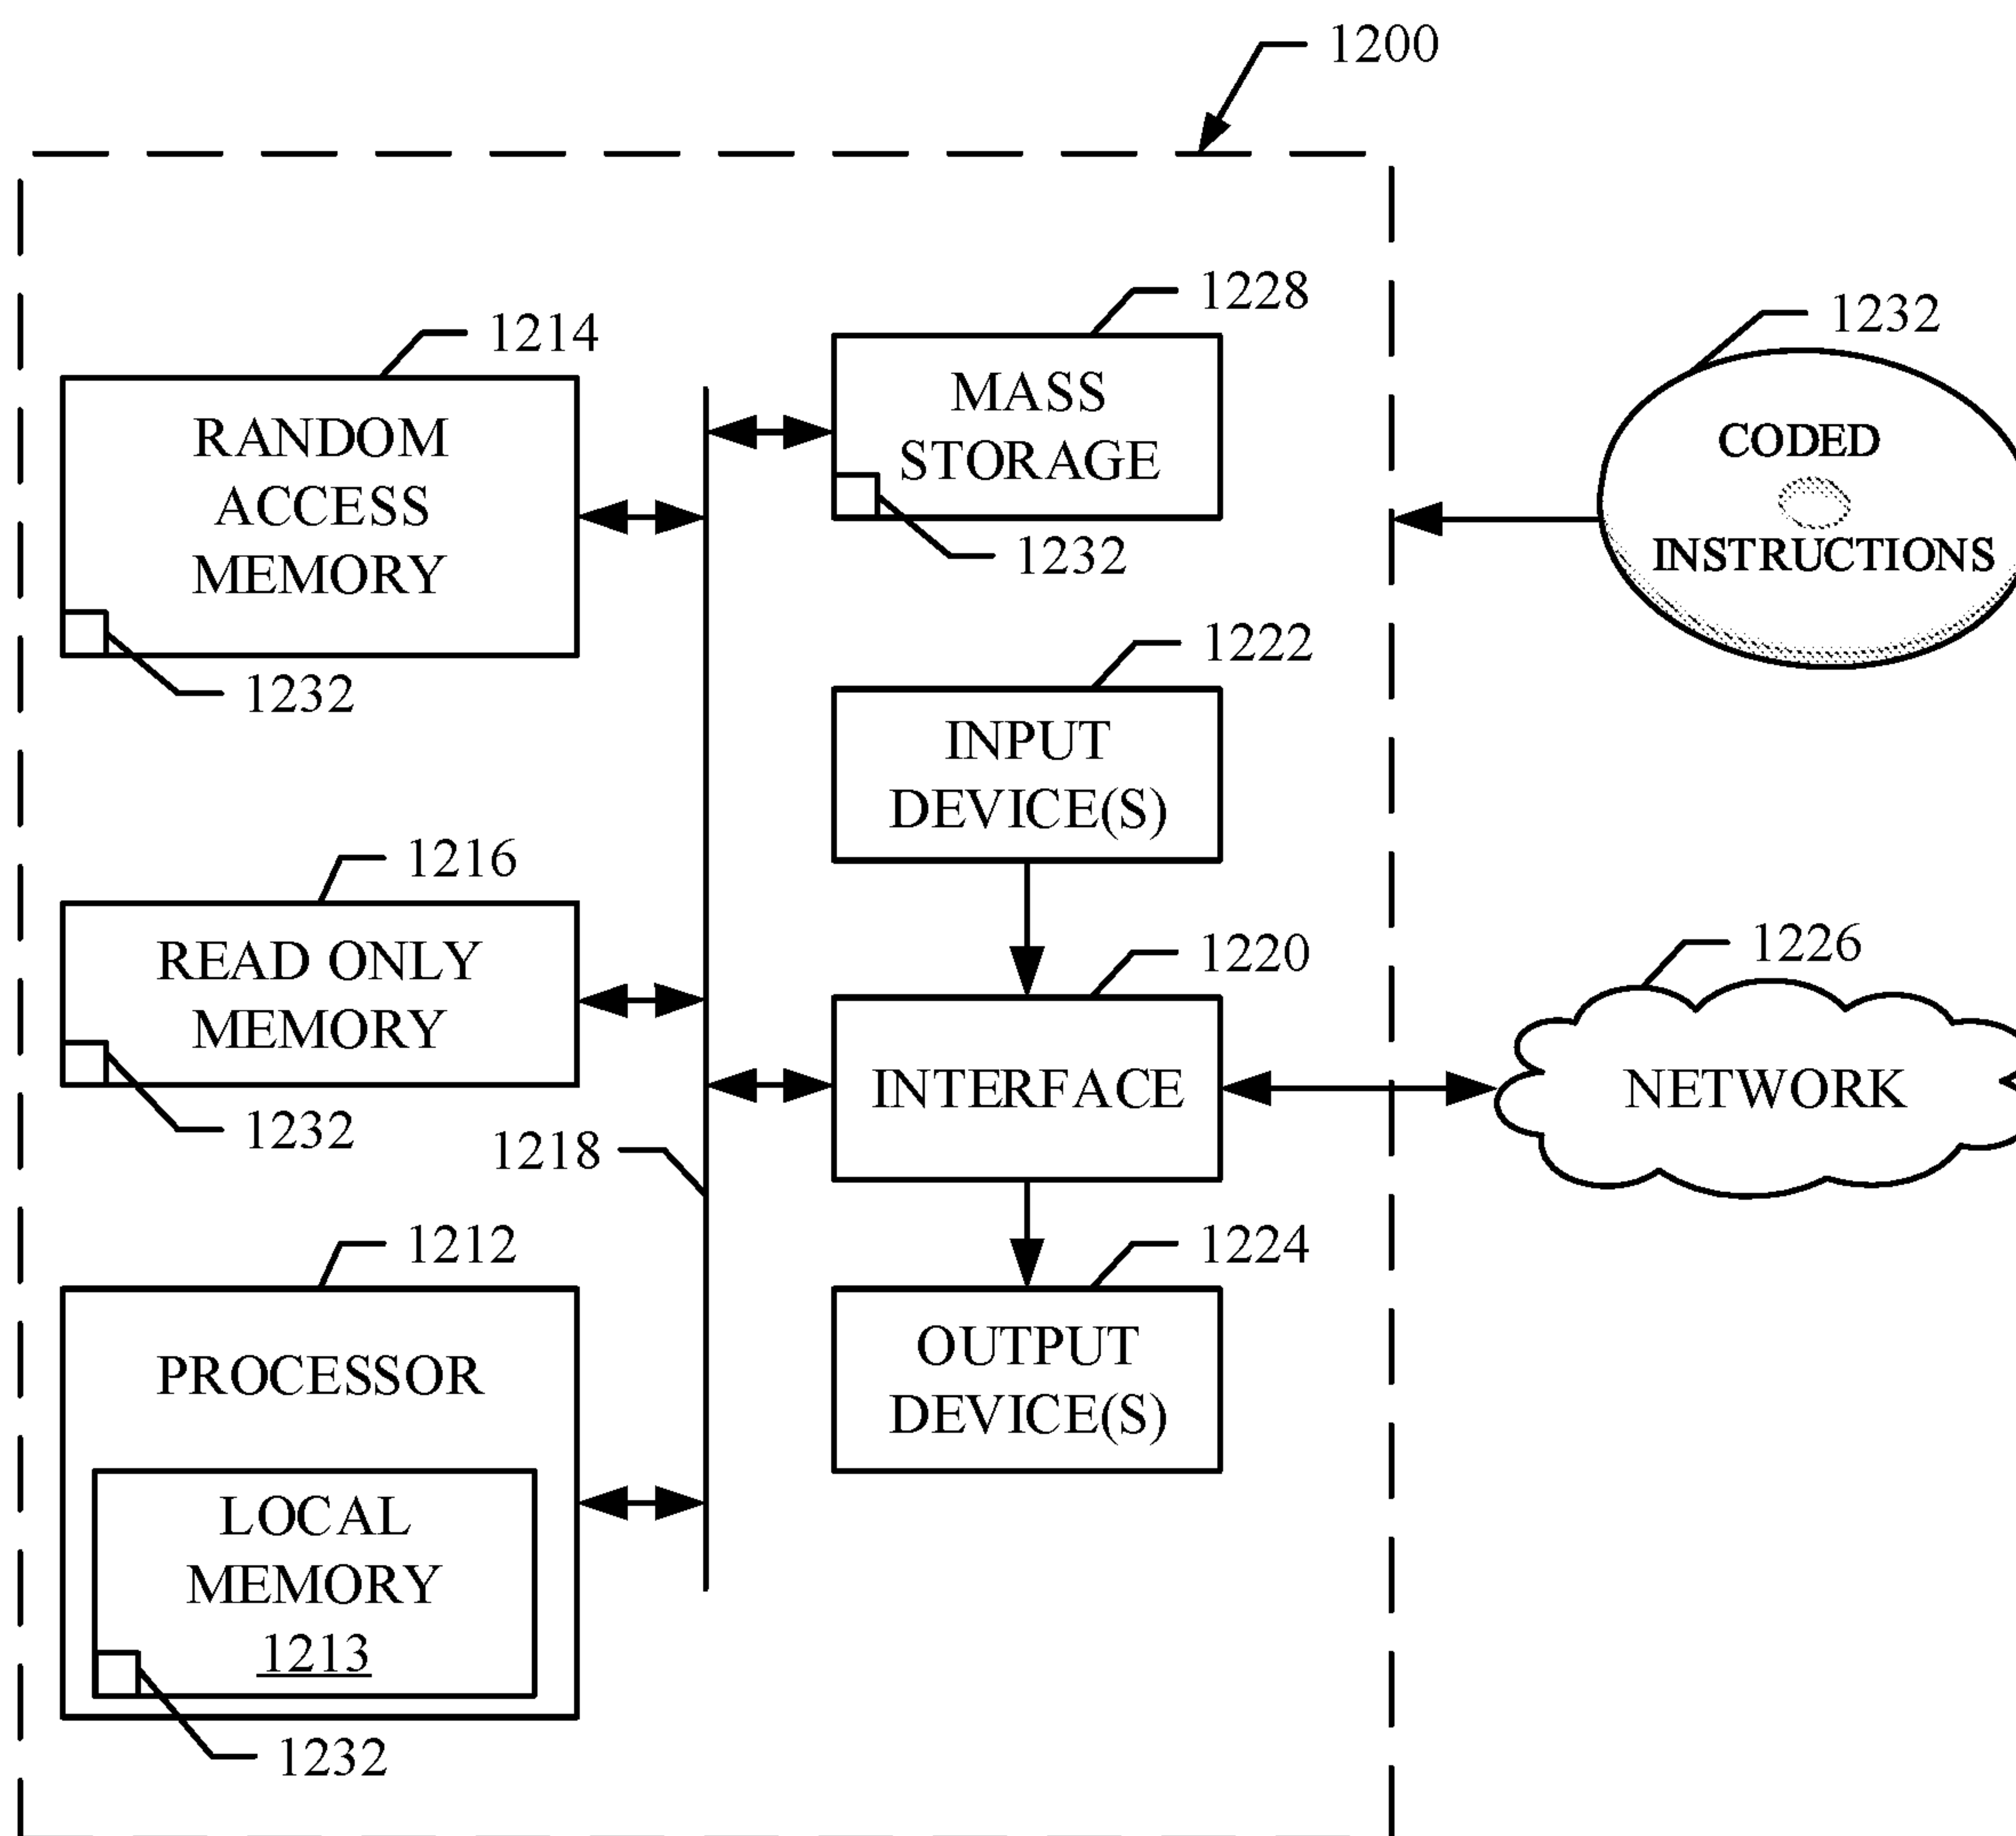 1200
1228
1214
1232
RANDOM
ACCESS
MEMORY
1232
MASS
STORAGE
1232
CODED
INSTRUCTIONS
1222
INPUT
DEVICE(S)
1216
READ ONLY
MEMORY
1232
1220
INTERFACE
1226
NETWORK
1218
1212
PROCESSOR
LOCAL
MEMORY
1213
1232
1224
OUTPUT
DEVICE(S)